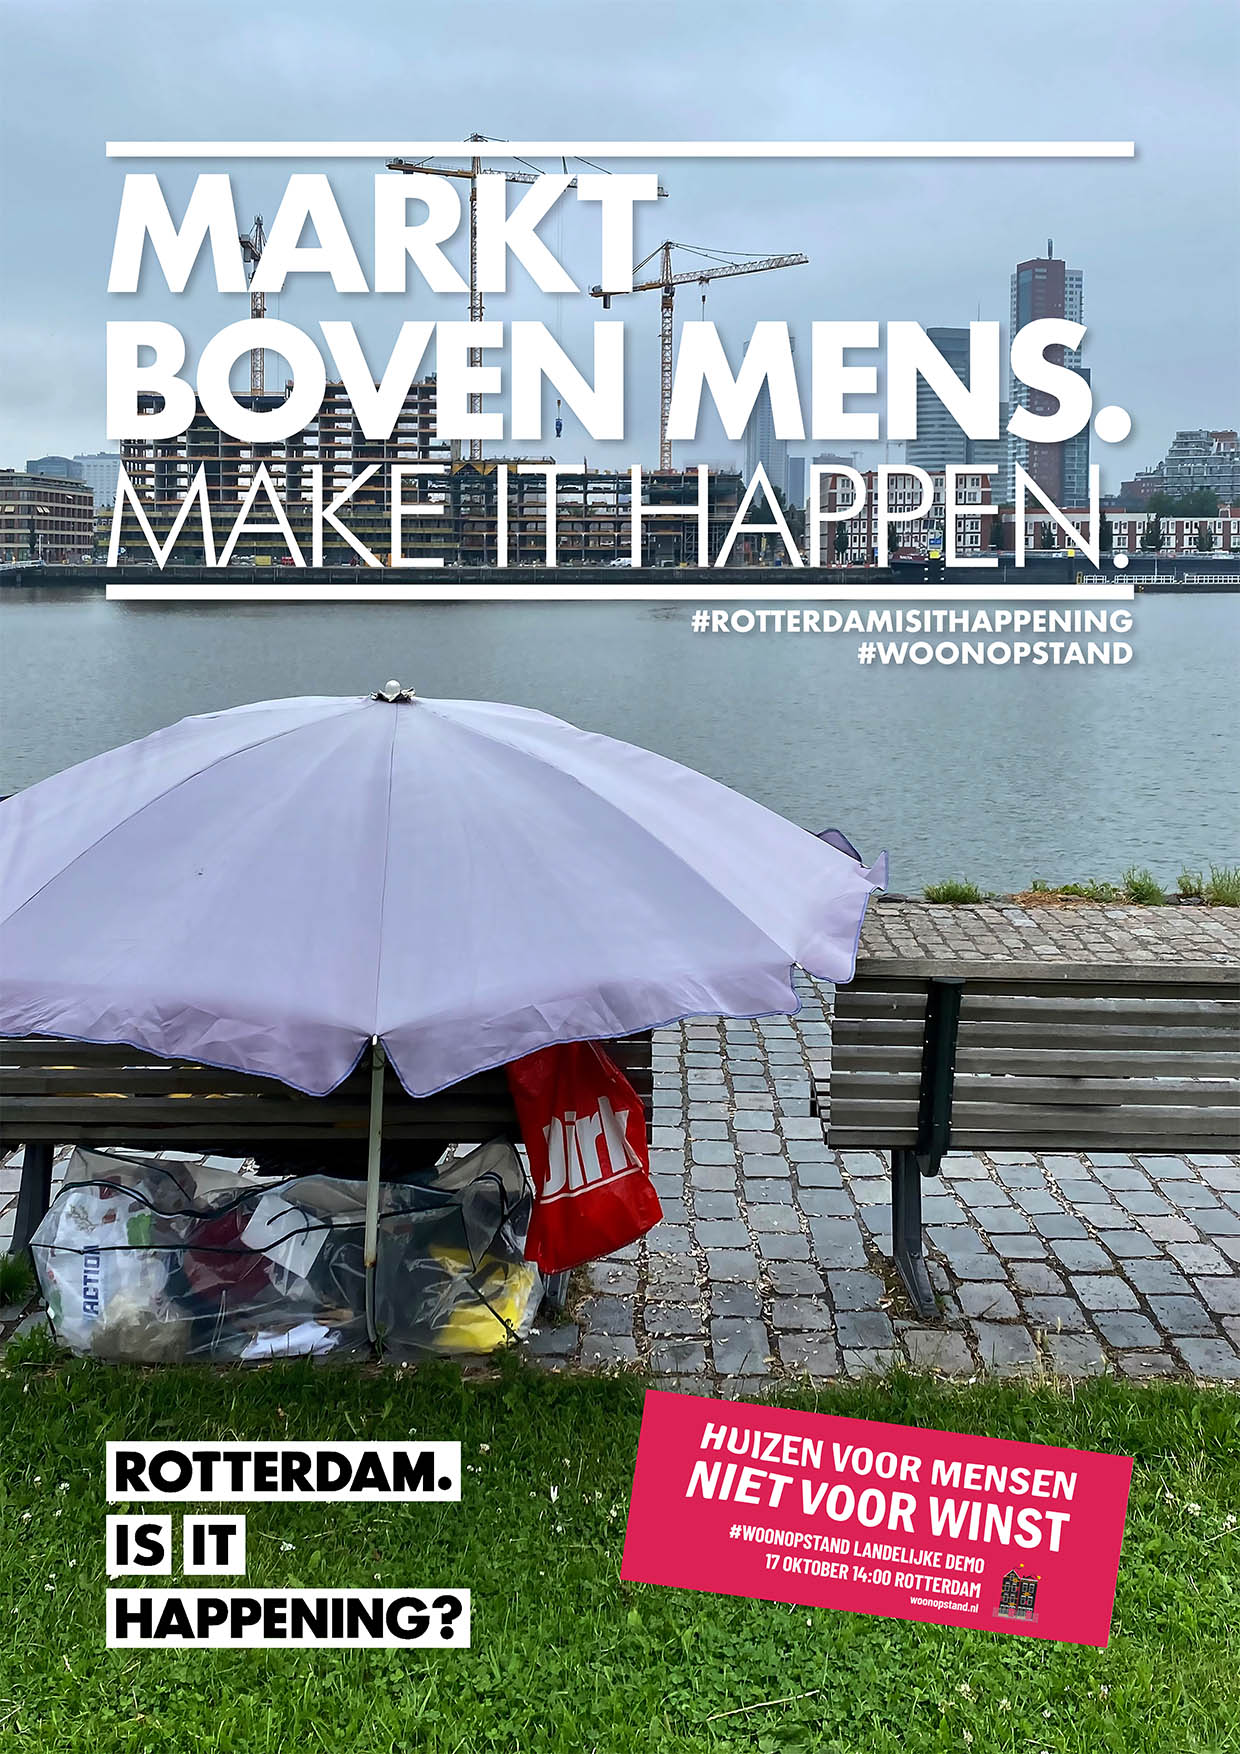 MARKT
BOVEN MENS.
MAKE IT HAPPEN.
#ROTTERDAMISITHAPPENING
#WOONOPSTAND
Dirk
ACTION
ROTTERDAM.
IS IT
HAPPENING?
HUIZEN VOOR MENSEN
NIET VOOR WINST
#WOONOPSTAND LANDELIJKE DEMO
17 OKTOBER 14:00 ROTTERDAM
woonopstand.nl